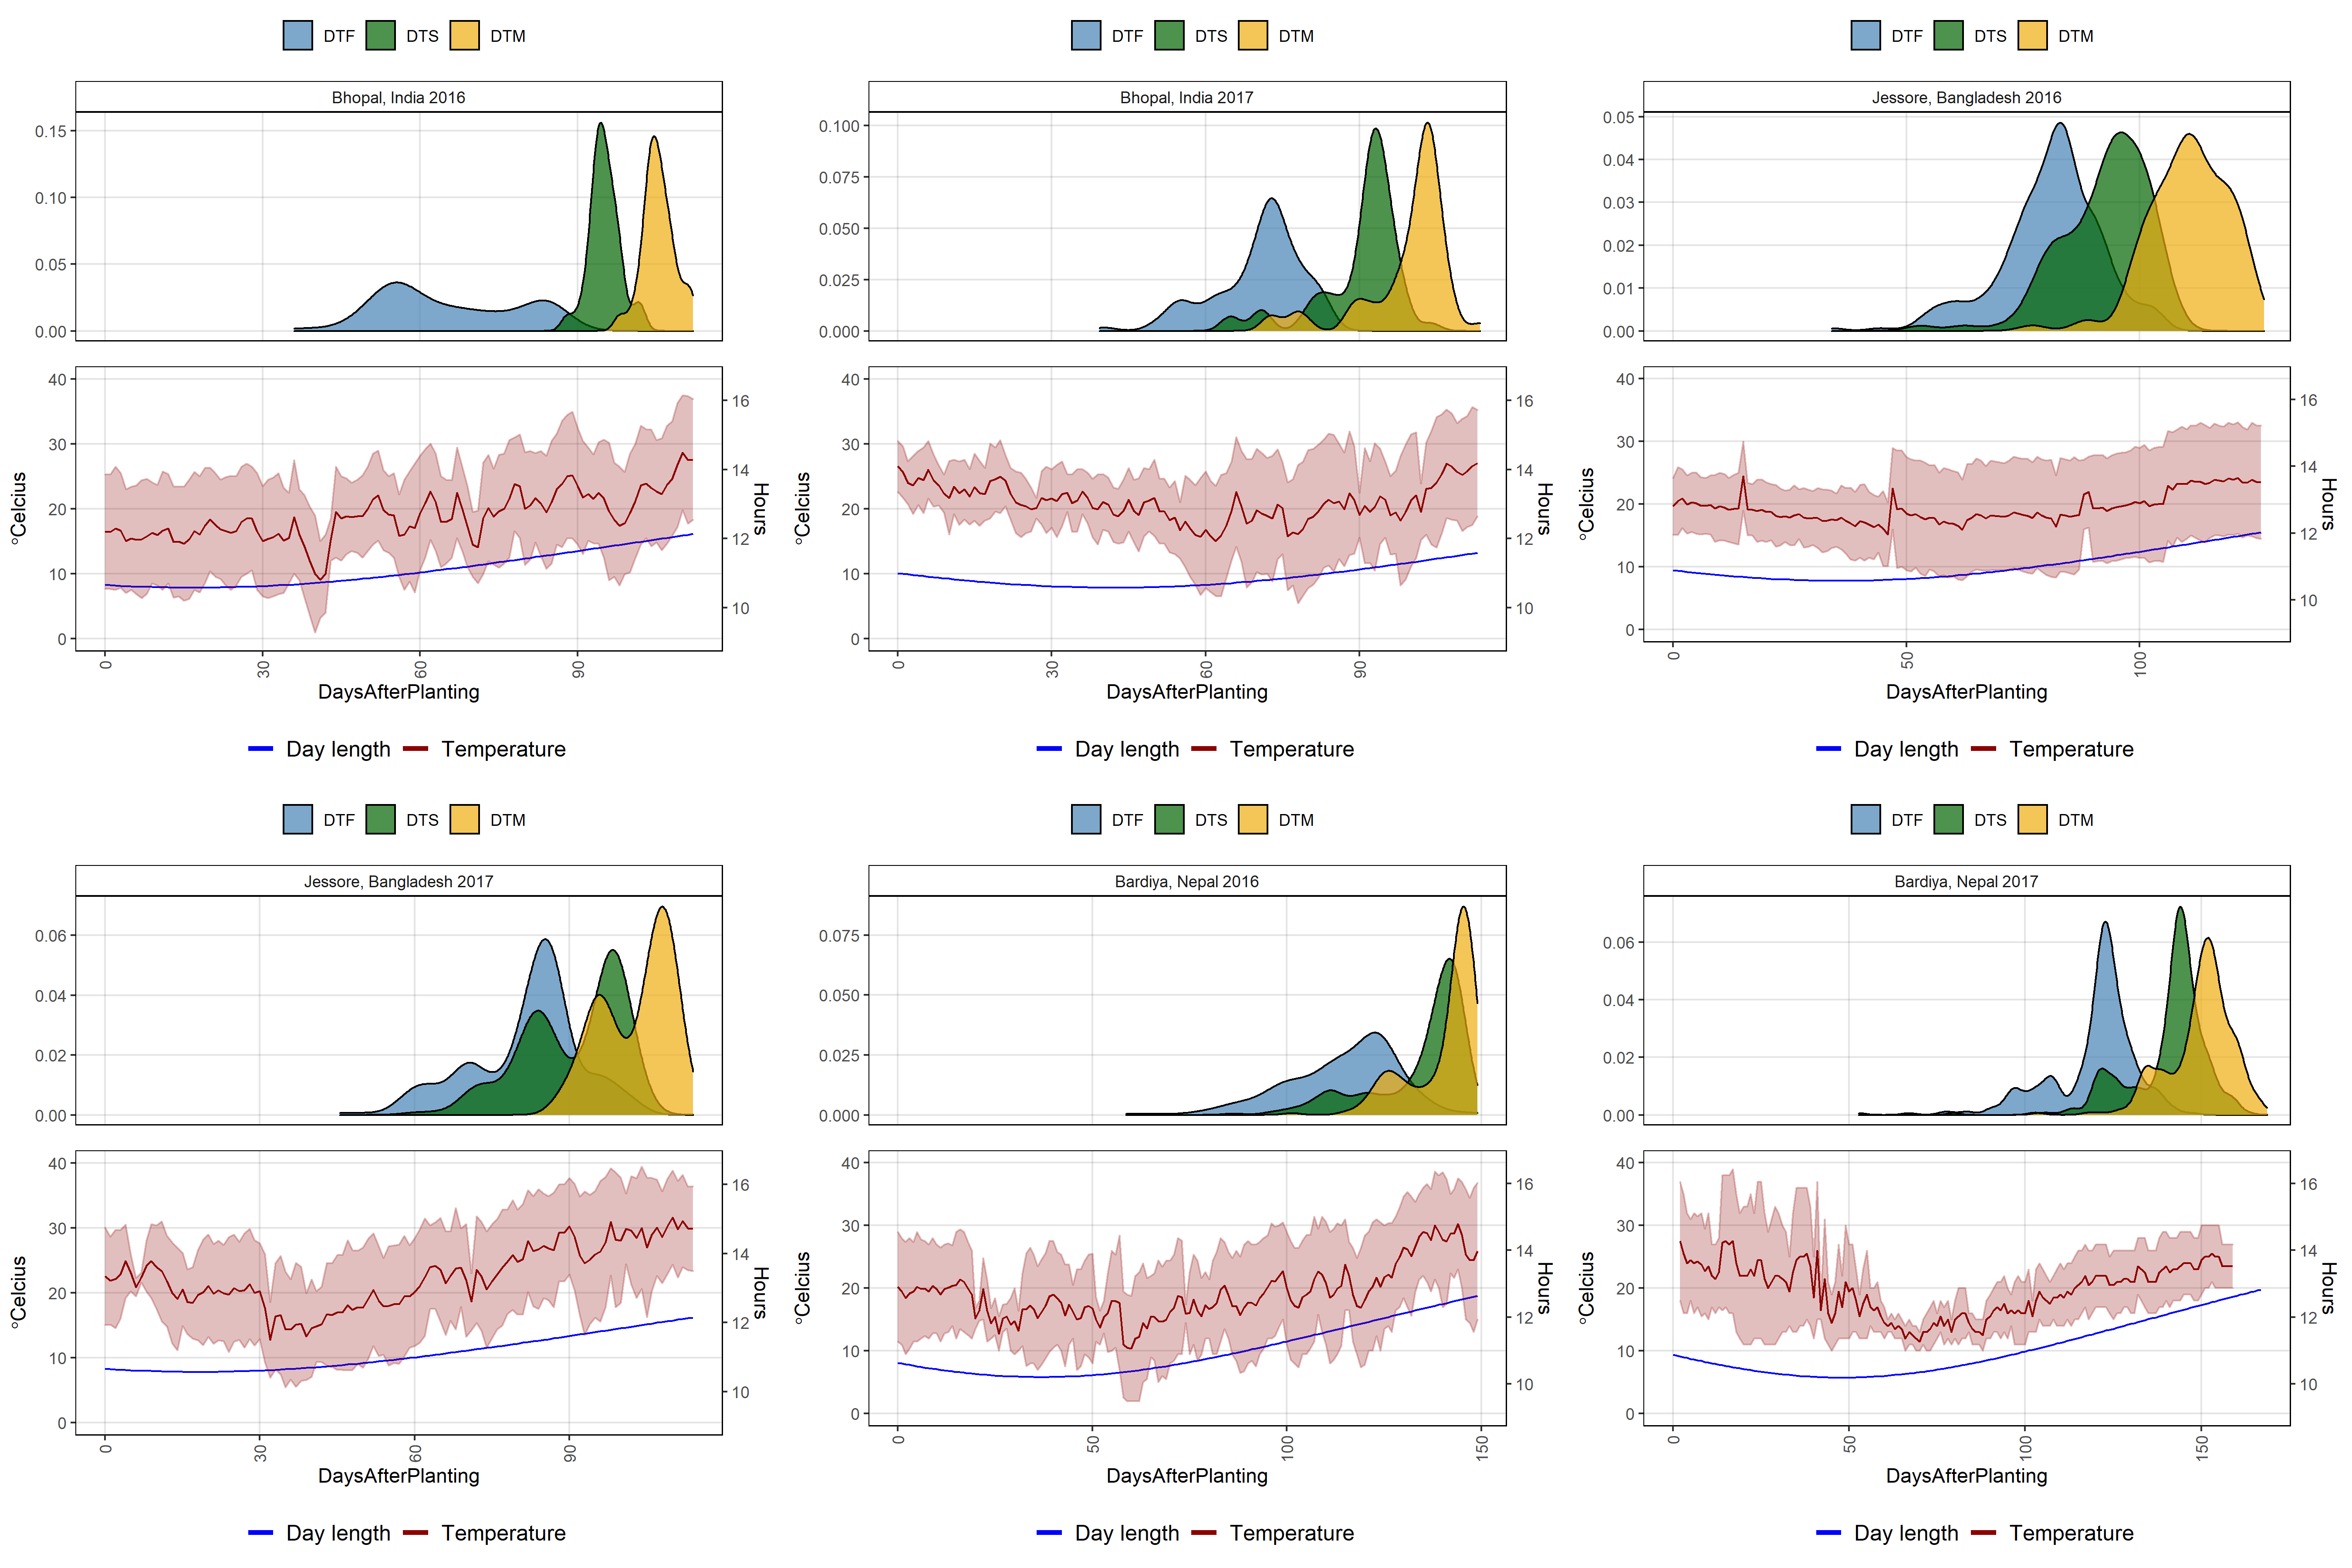 DTF DTS DTM
Bhopal, India 2016
0.15
0.10
0.05
0.00
40
30
20
10
0
16
14
12
10
°Celcius
Hours
0 30 60 90
DaysAfterPlanting
Day length Temperature
DTF DTS DTM
Bhopal, India 2017
0.100
0.075
0.050
0.025
0.000
40
30
20
10
0
16
14
12
10
°Celcius
Hours
0 30 60 90
DaysAfterPlanting
Day length Temperature
DTF DTS DTM
Jessore, Bangladesh 2016
0.05
0.04
0.03
0.02
0.01
0.00
40
30
20
10
0
16
14
12
10
°Celcius
Hours
0 50 100
DaysAfterPlanting
Day length Temperature
DTF DTS DTM
Jessore, Bangladesh 2017
0.06
0.04
0.02
0.00
40
30
20
10
0
16
14
12
10
°Celcius
Hours
0 30 60 90
DaysAfterPlanting
Day length Temperature
DTF DTS DTM
Bardiya, Nepal 2016
0.075
0.050
0.025
0.000
40
30
20
10
0
16
14
12
10
°Celcius
Hours
0 50 100 150
DaysAfterPlanting
Day length Temperature
DTF DTS DTM
Bardiya, Nepal 2017
0.06
0.04
0.02
0.00
40
30
20
10
0
16
14
12
10
°Celcius
Hours
0 50 100 150
DaysAfterPlanting
Day length Temperature